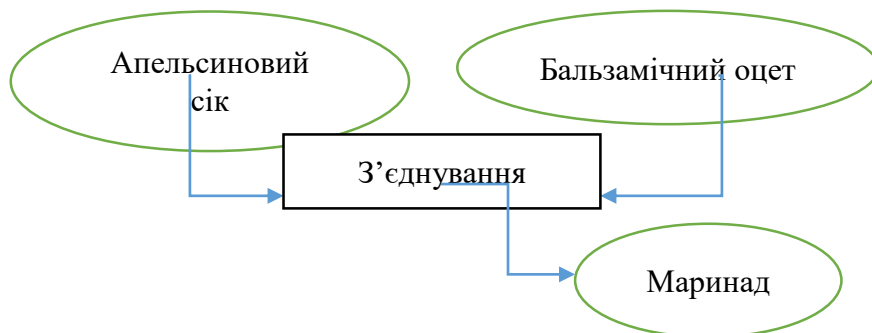 Апельсиновий
сік
Бальзамічний оцет
З’єднування
Маринад